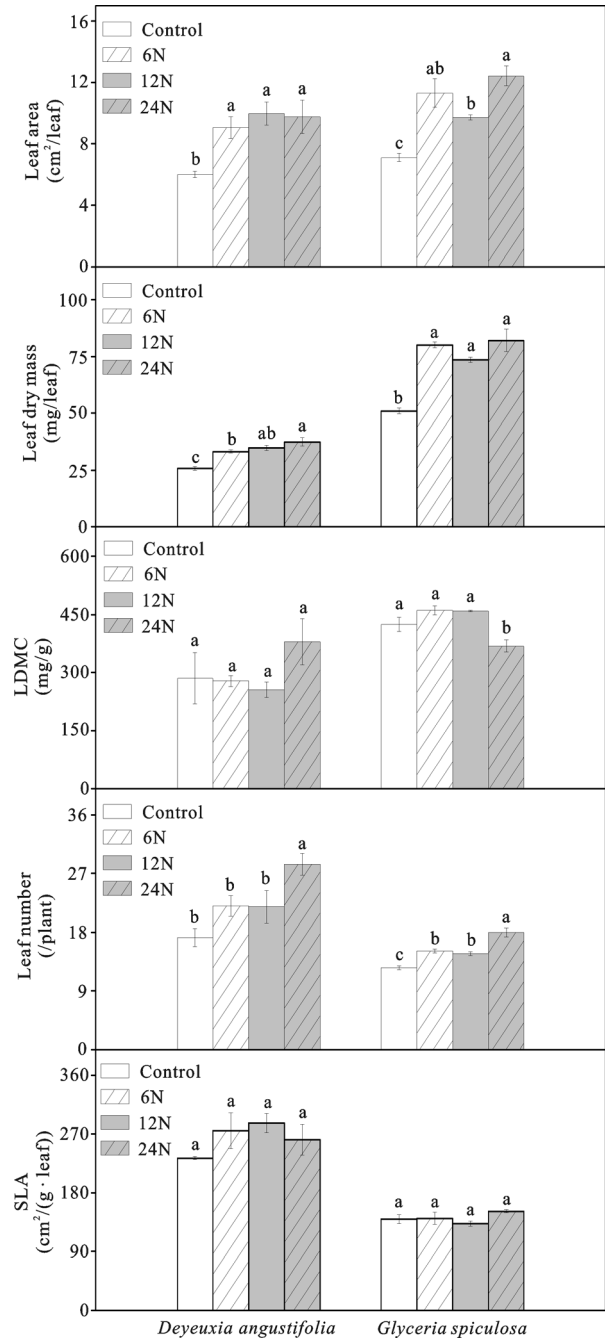 16
12
8
4
0
Leaf area
(cm²/leaf)
Control
6N
12N
24N
b
a
a
a
c
ab
b
a
100
75
50
25
0
Leaf dry mass
(mg/leaf)
Control
6N
12N
24N
c
b
ab
a
b
a
a
a
600
450
300
150
0
LDMC
(mg/g)
Control
6N
12N
24N
a
a
a
a
a
a
a
b
36
27
18
9
0
Leaf number
(/plant)
Control
6N
12N
24N
b
b
b
a
c
b
b
a
360
270
180
90
0
SLA
(cm²/(g · leaf))
Control
6N
12N
24N
a
a
a
a
a
a
a
a
Deyeuxia angustifolia
Glyceria spiculosa